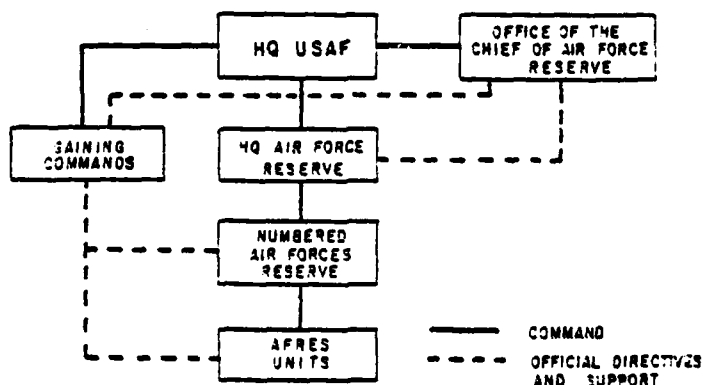 HQ USAF
OFFICE OF THE
CHIEF OF AIR FORCE
RESERVE
GAINING
COMMANDS
HQ AIR FORCE
RESERVE
NUMBERED
AIR FORCES
RESERVE
AFRES
UNITS
COMMAND
OFFICIAL DIRECTIVES
AND SUPPORT